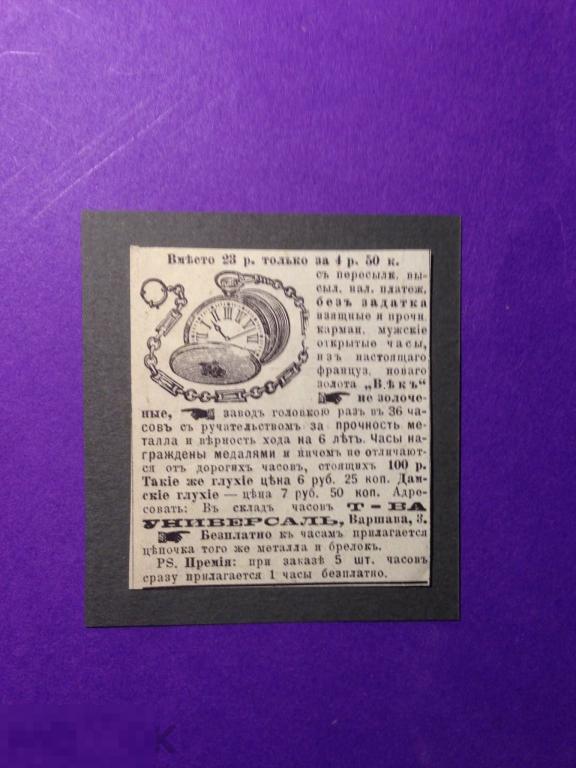 Вмѣсто 23 р. только за 4 р. 50 к.
съ пересылк. вы-
сыл. нал. платеж.
безъ задатка
изящные и прочн.
карман. мужскіе
открытые часы,
изъ настоящаго
француз. новаго
золота „Вѣкъ“
не золоче-
ные, заводъ головкою разъ въ 36 ча-
совъ съ ручательствомъ за прочность ме-
талла и вѣрность хода на 6 лѣтъ. Часы на-
граждены медалями и ничѣмъ не отличают-
ся отъ дорогихъ часовъ, стоящихъ 100 р.
Такіе же глухіе цѣна 6 руб. 25 коп. Дам-
скіе глухіе — цѣна 7 руб. 50 коп. Адре-
совать: Въ складъ часовъ Т-ВА
УНИВЕРСАЛЬ, Варшава, 3.
Безплатно къ часамъ прилагается
цѣпочка того же металла и брелокъ.
PS. Премія: при заказѣ 5 шт. часовъ
сразу прилагается 1 часы безплатно.